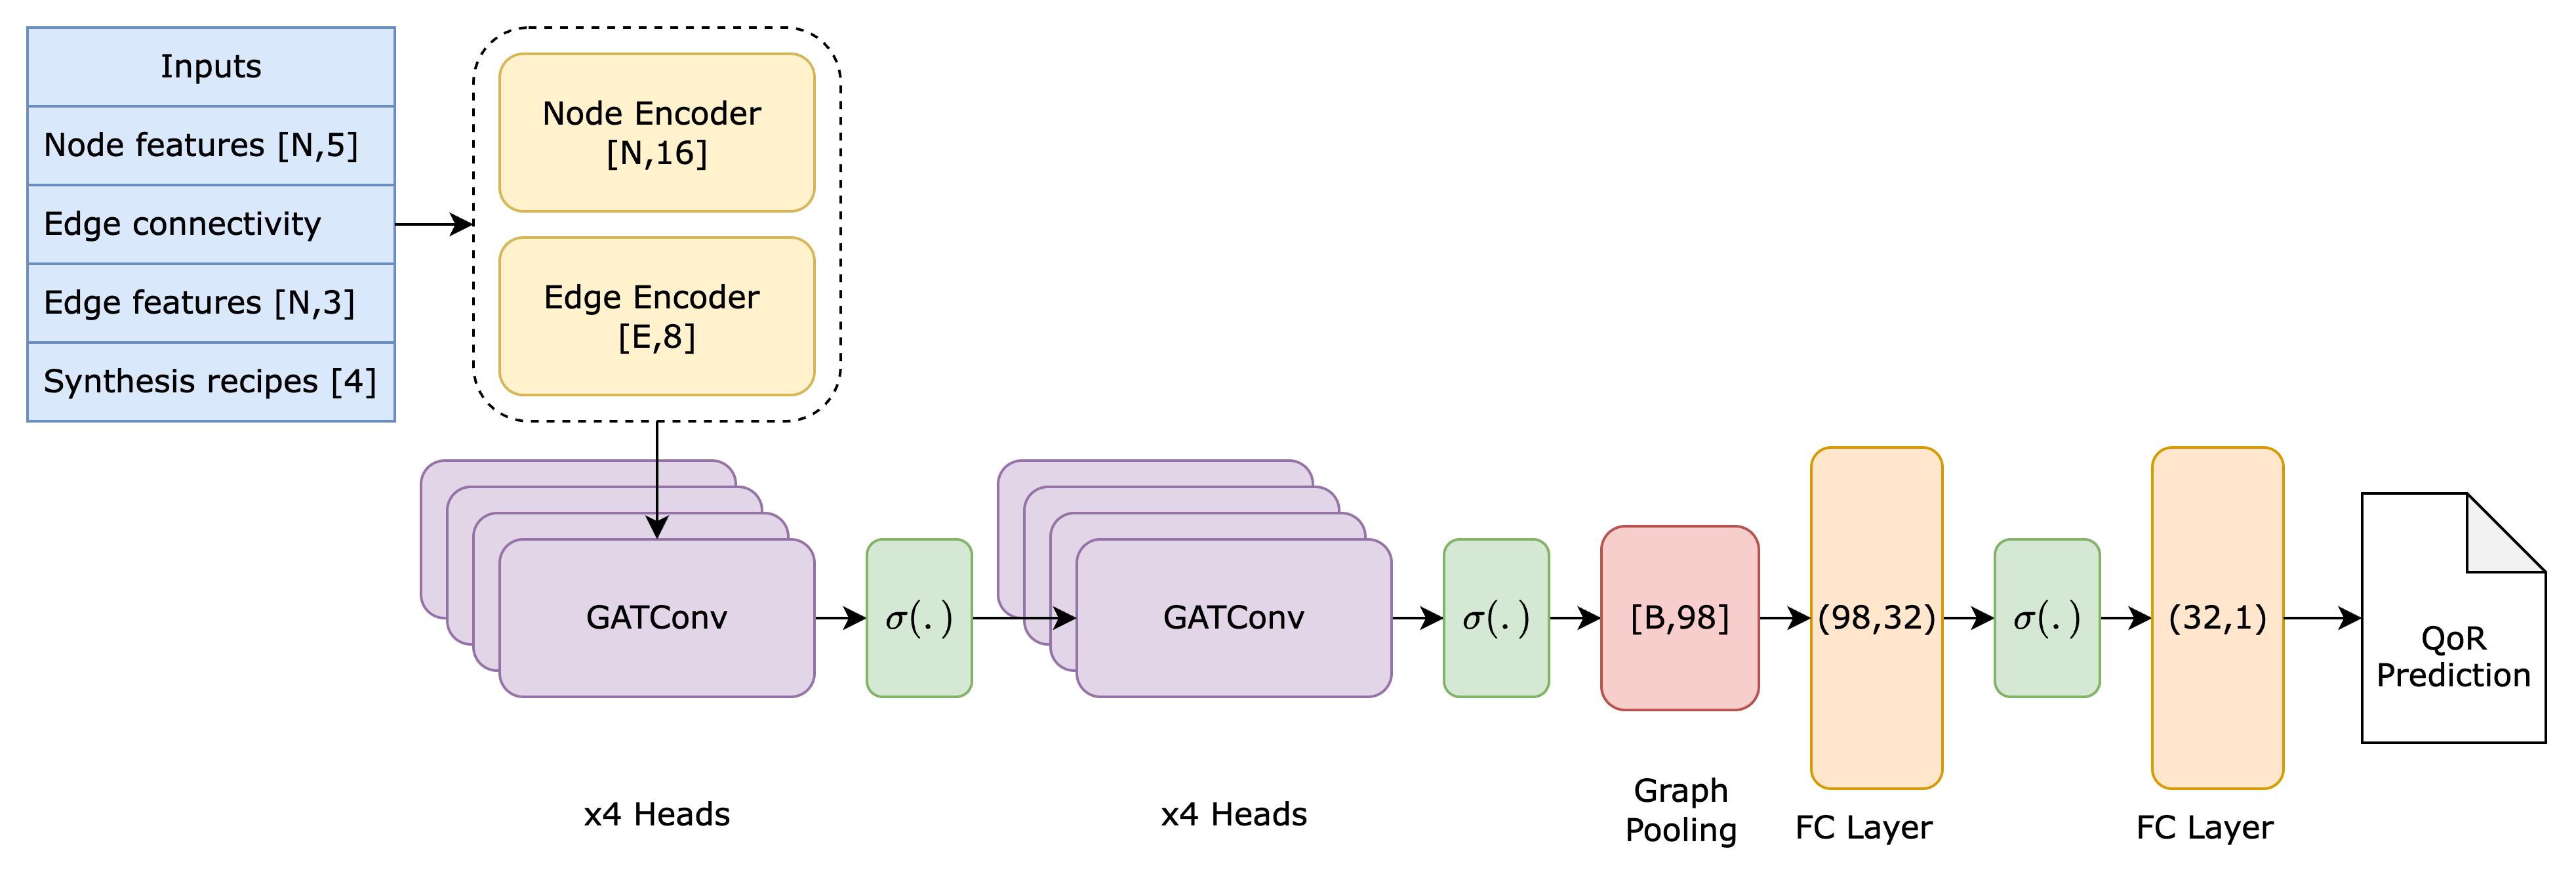 Inputs
Node features [N,5]
Edge connectivity
Edge features [N,3]
Synthesis recipes [4]
Node Encoder
[N,16]
Edge Encoder
[E,8]
GATConv
σ(.)
GATConv
σ(.)
[B,98]
(98,32)
σ(.)
(32,1)
QoR
Prediction
x4 Heads
x4 Heads
Graph
Pooling
FC Layer
FC Layer